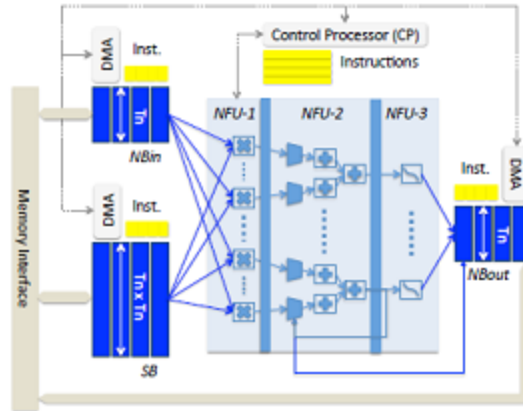 Control Processor (CP)
DMA
Inst.
Instructions
Tn
NBin
NFU-1
NFU-2
NFU-3
Memory Interface
DMA
Inst.
Tn x Tn
SB
Inst.
DMA
Tn
NBout